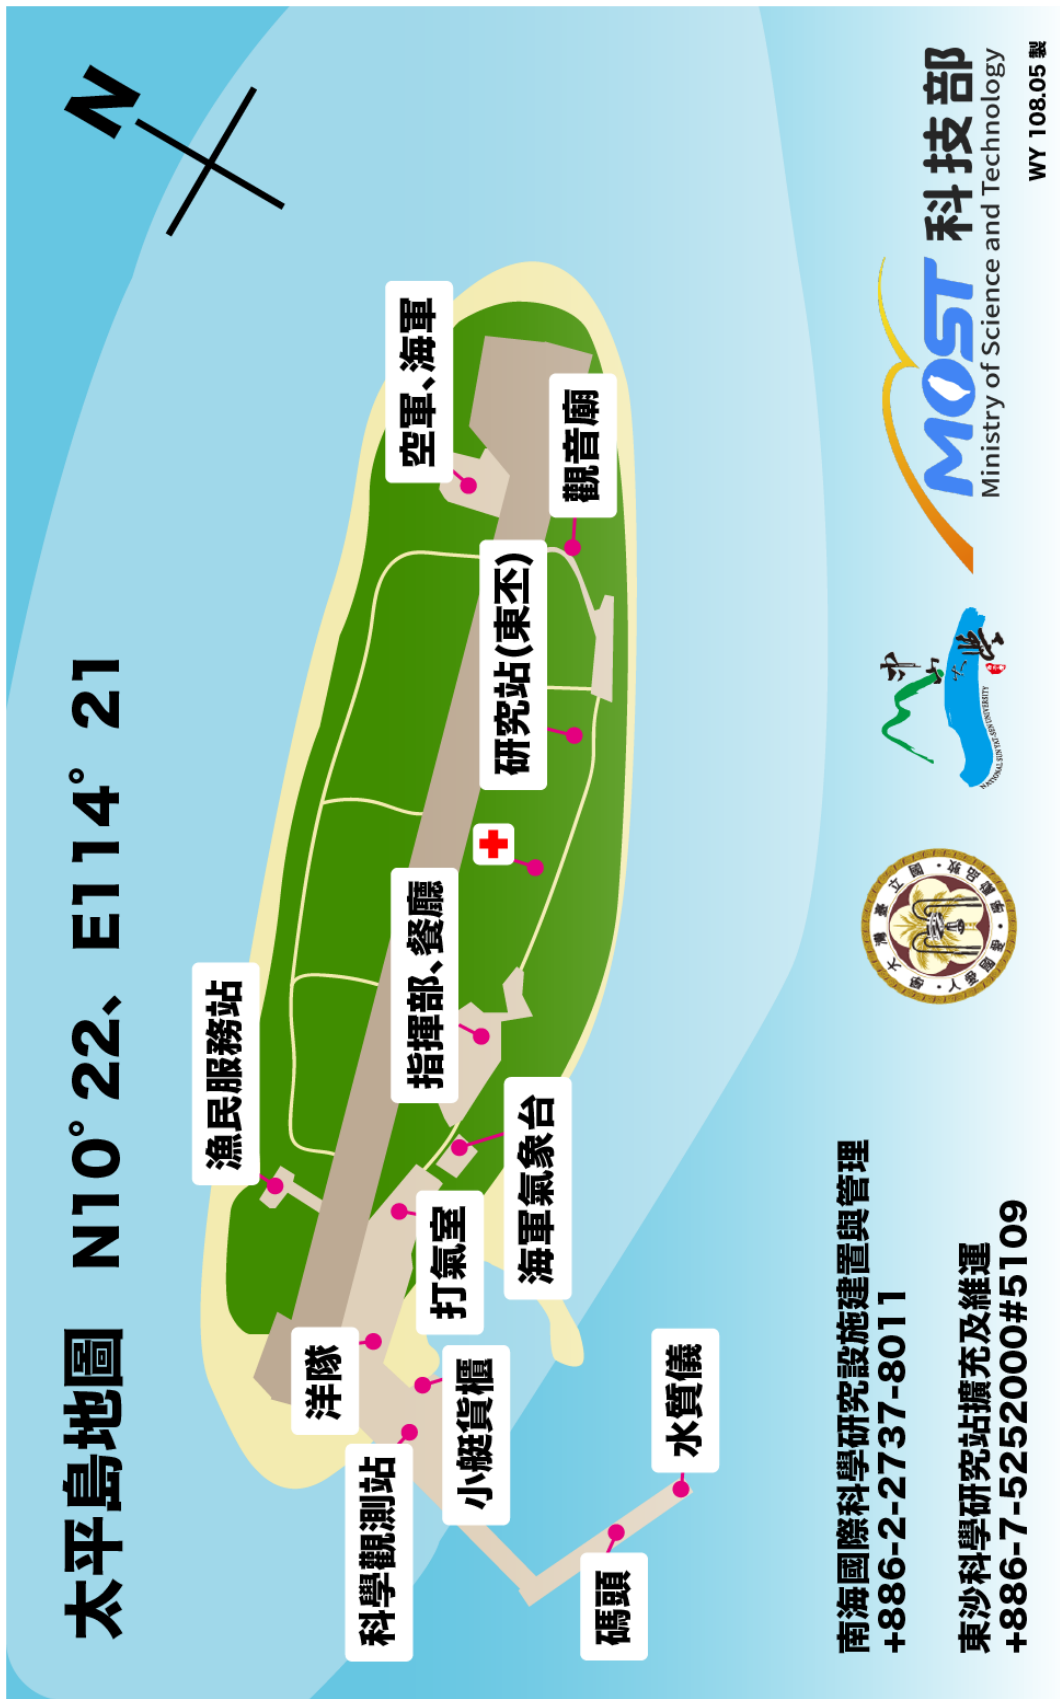 太平島地圖 N10°22、E114°21
N
空軍、海軍
觀音廟
研究站(東丕)
指揮部、餐廳
漁民服務站
海軍氣象台
打氣室
洋隊
小艇貨櫃
科學觀測站
水質儀
碼頭
南海國際科學研究設施建置與管理
+886-2-2737-8011
東沙科學研究站擴充及維運
+886-7-5252000#5109
NATIONAL SUN YAT-SEN UNIVERSITY
MOST 科技部
Ministry of Science and Technology
WY 108.05 製